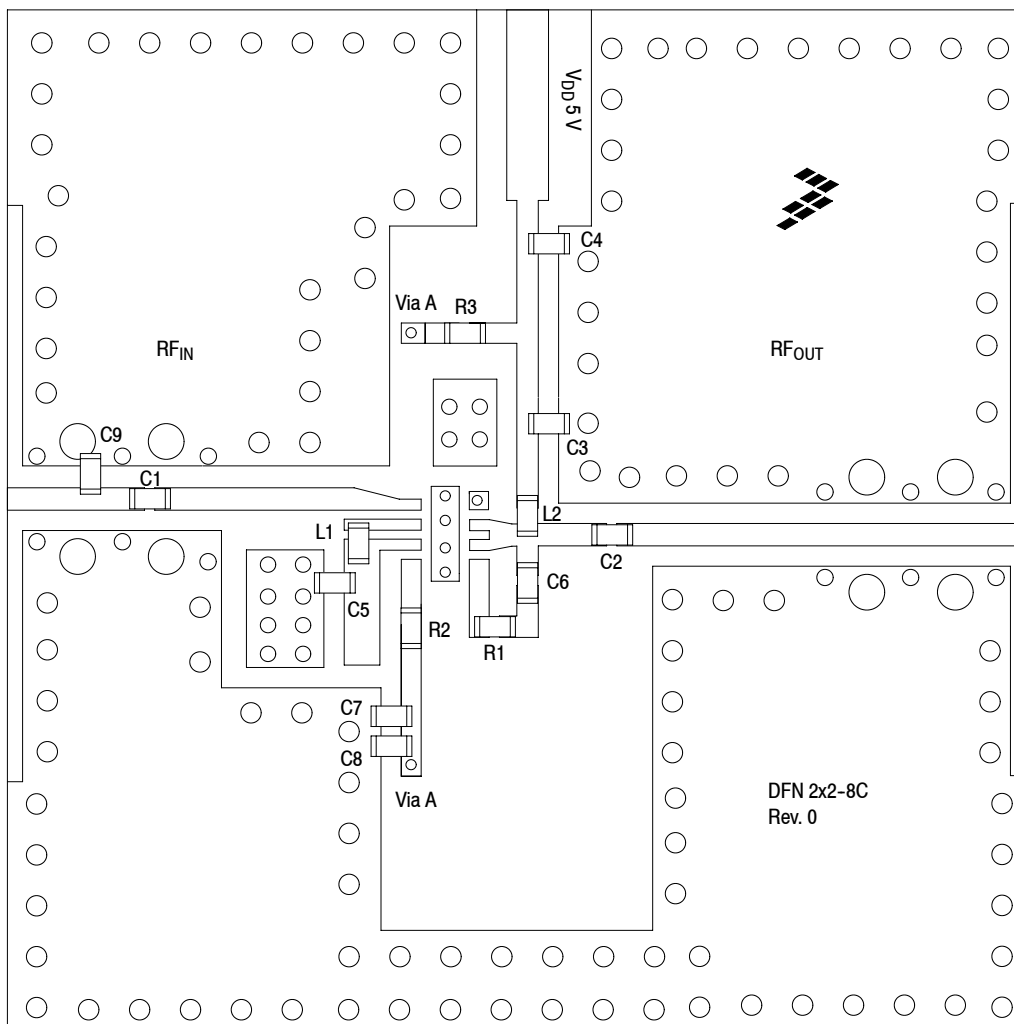 VDD 5 V
C4
Via A
R3
RFIN
RFOUT
C9
C3
C1
L2
L1
C2
C6
C5
R2
R1
C7
C8
Via A
DFN 2x2-8C
Rev. 0